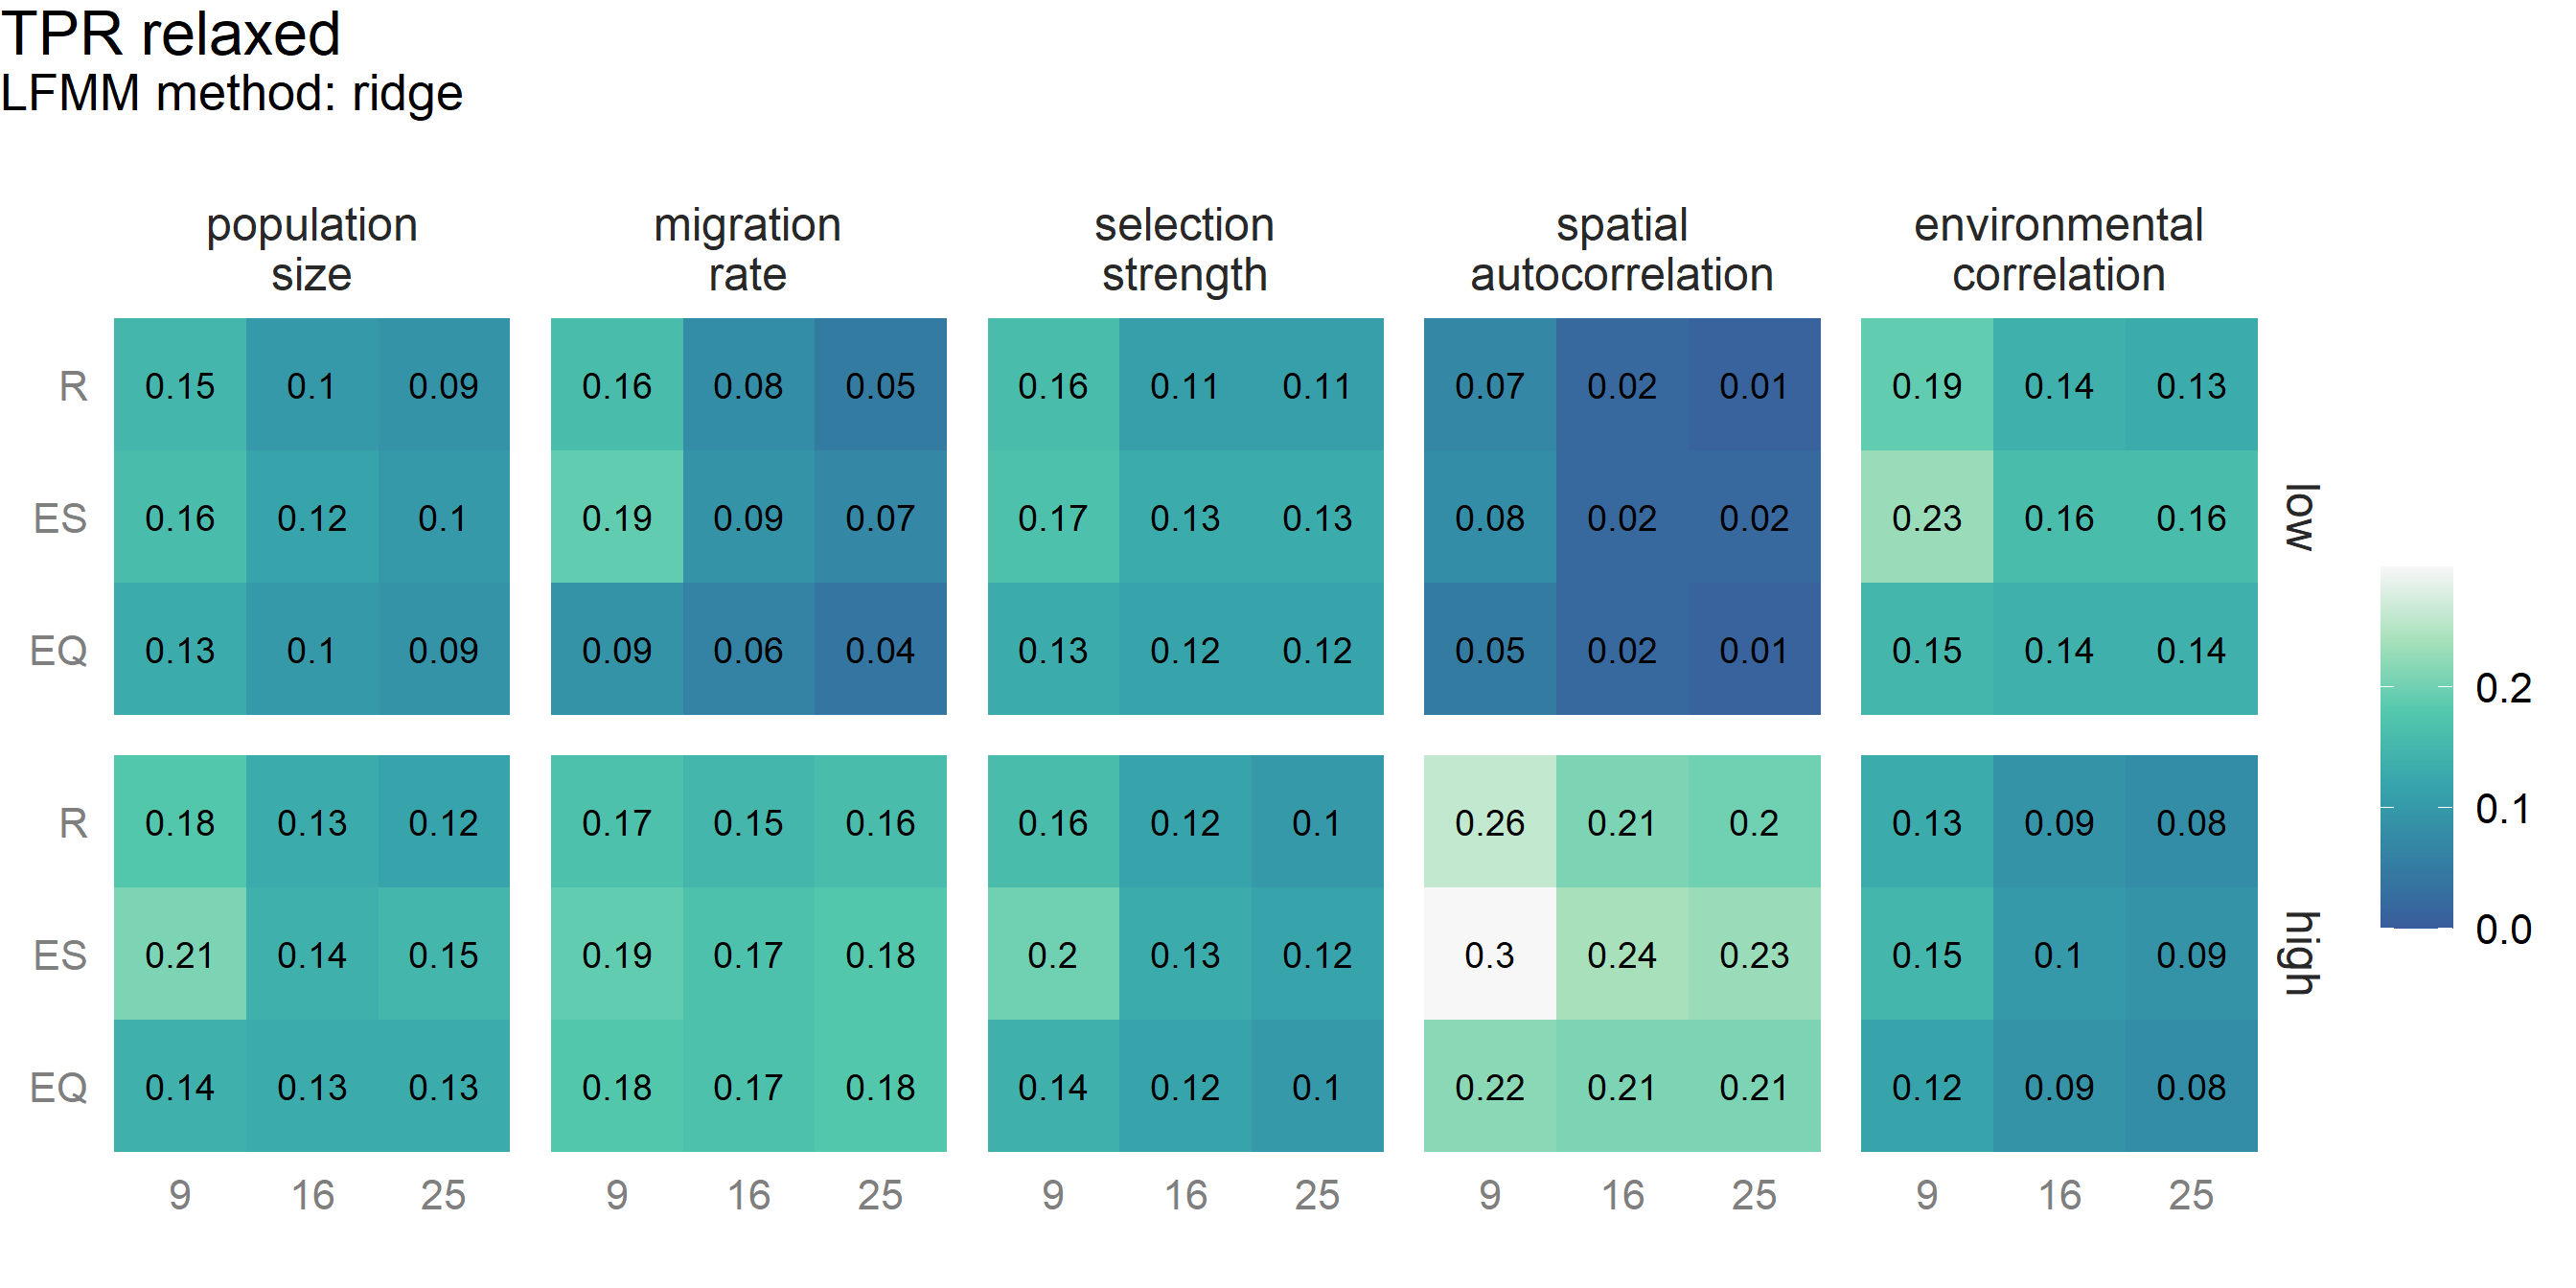 TPR relaxed
LFMM method: ridge
population migration selection spatial environmental
size rate strength autocorrelation correlation
R 0.15 0.1 0.09 0.16 0.08 0.05 0.16 0.11 0.11 0.07 0.02 0.01 0.19 0.14 0.13
ES 0.16 0.12 0.1 0.19 0.09 0.07 0.17 0.13 0.13 0.08 0.02 0.02 0.23 0.16 0.16
low
EQ 0.13 0.1 0.09 0.09 0.06 0.04 0.13 0.12 0.12 0.05 0.02 0.01 0.15 0.14 0.14
R 0.18 0.13 0.12 0.17 0.15 0.16 0.16 0.12 0.1 0.26 0.21 0.2 0.13 0.09 0.08
ES 0.21 0.14 0.15 0.19 0.17 0.18 0.2 0.13 0.12 0.3 0.24 0.23 0.15 0.1 0.09
high
EQ 0.14 0.13 0.13 0.18 0.17 0.18 0.14 0.12 0.1 0.22 0.21 0.21 0.12 0.09 0.08
9 16 25 9 16 25 9 16 25 9 16 25 9 16 25
0.2
0.1
0.0